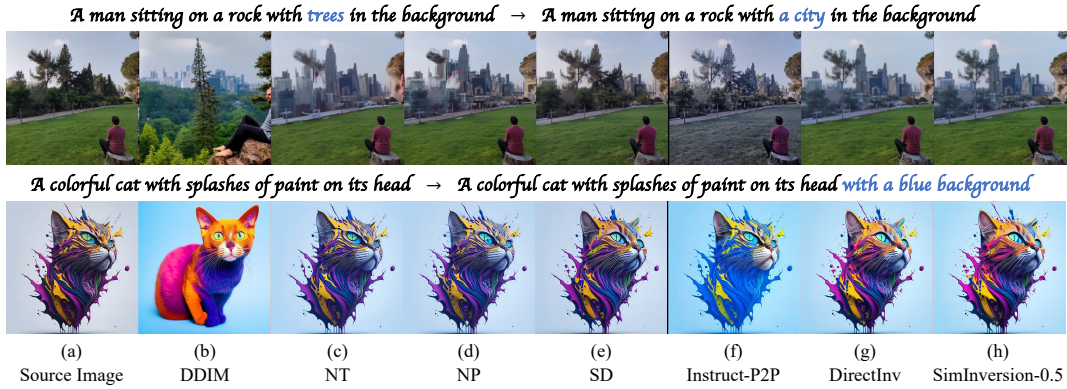 A man sitting on a rock with trees in the background → A man sitting on a rock with a city in the background
A colorful cat with splashes of paint on its head → A colorful cat with splashes of paint on its head with a blue background
(a) (b) (c) (d) (e) (f) (g) (h)
Source Image DDIM NT NP SD Instruct-P2P DirectInv SimInversion-0.5